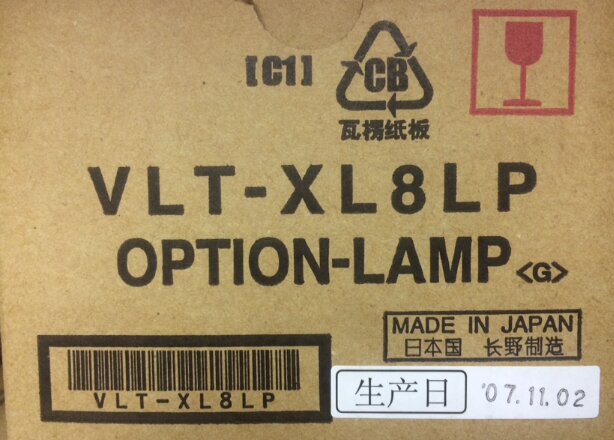 [C1]
CB
瓦楞纸板
VLT-XL8LP
OPTION-LAMP <G>
MADE IN JAPAN
日本国 长野制造
VLT-XL8LP
生产日 '07.11.02